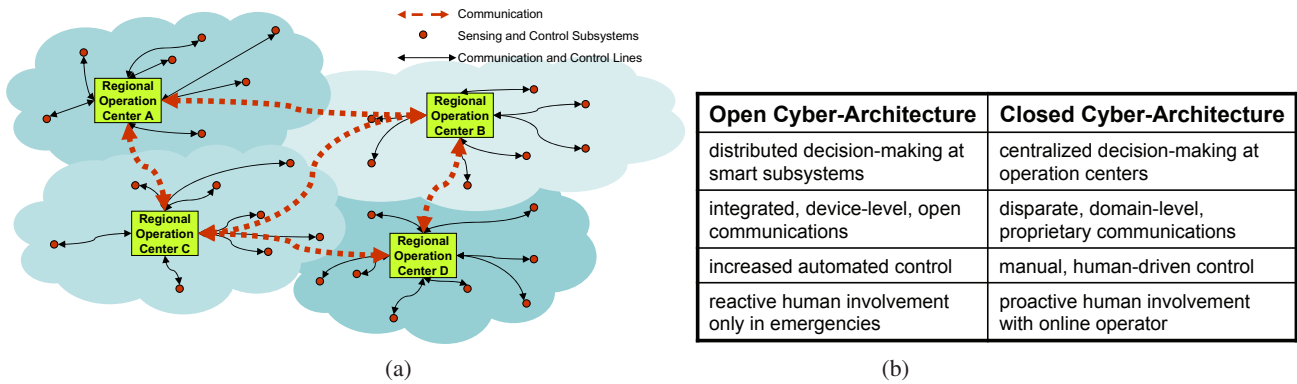 Communication
Sensing and Control Subsystems
Communication and Control Lines
Regional
Operation
Center A
Regional
Operation
Center B
Regional
Operation
Center C
Regional
Operation
Center D
(a)
Open Cyber-Architecture
Closed Cyber-Architecture
distributed decision-making at
smart subsystems
centralized decision-making at
operation centers
integrated, device-level, open
communications
disparate, domain-level,
proprietary communications
increased automated control
manual, human-driven control
reactive human involvement
only in emergencies
proactive human involvement
with online operator
(b)